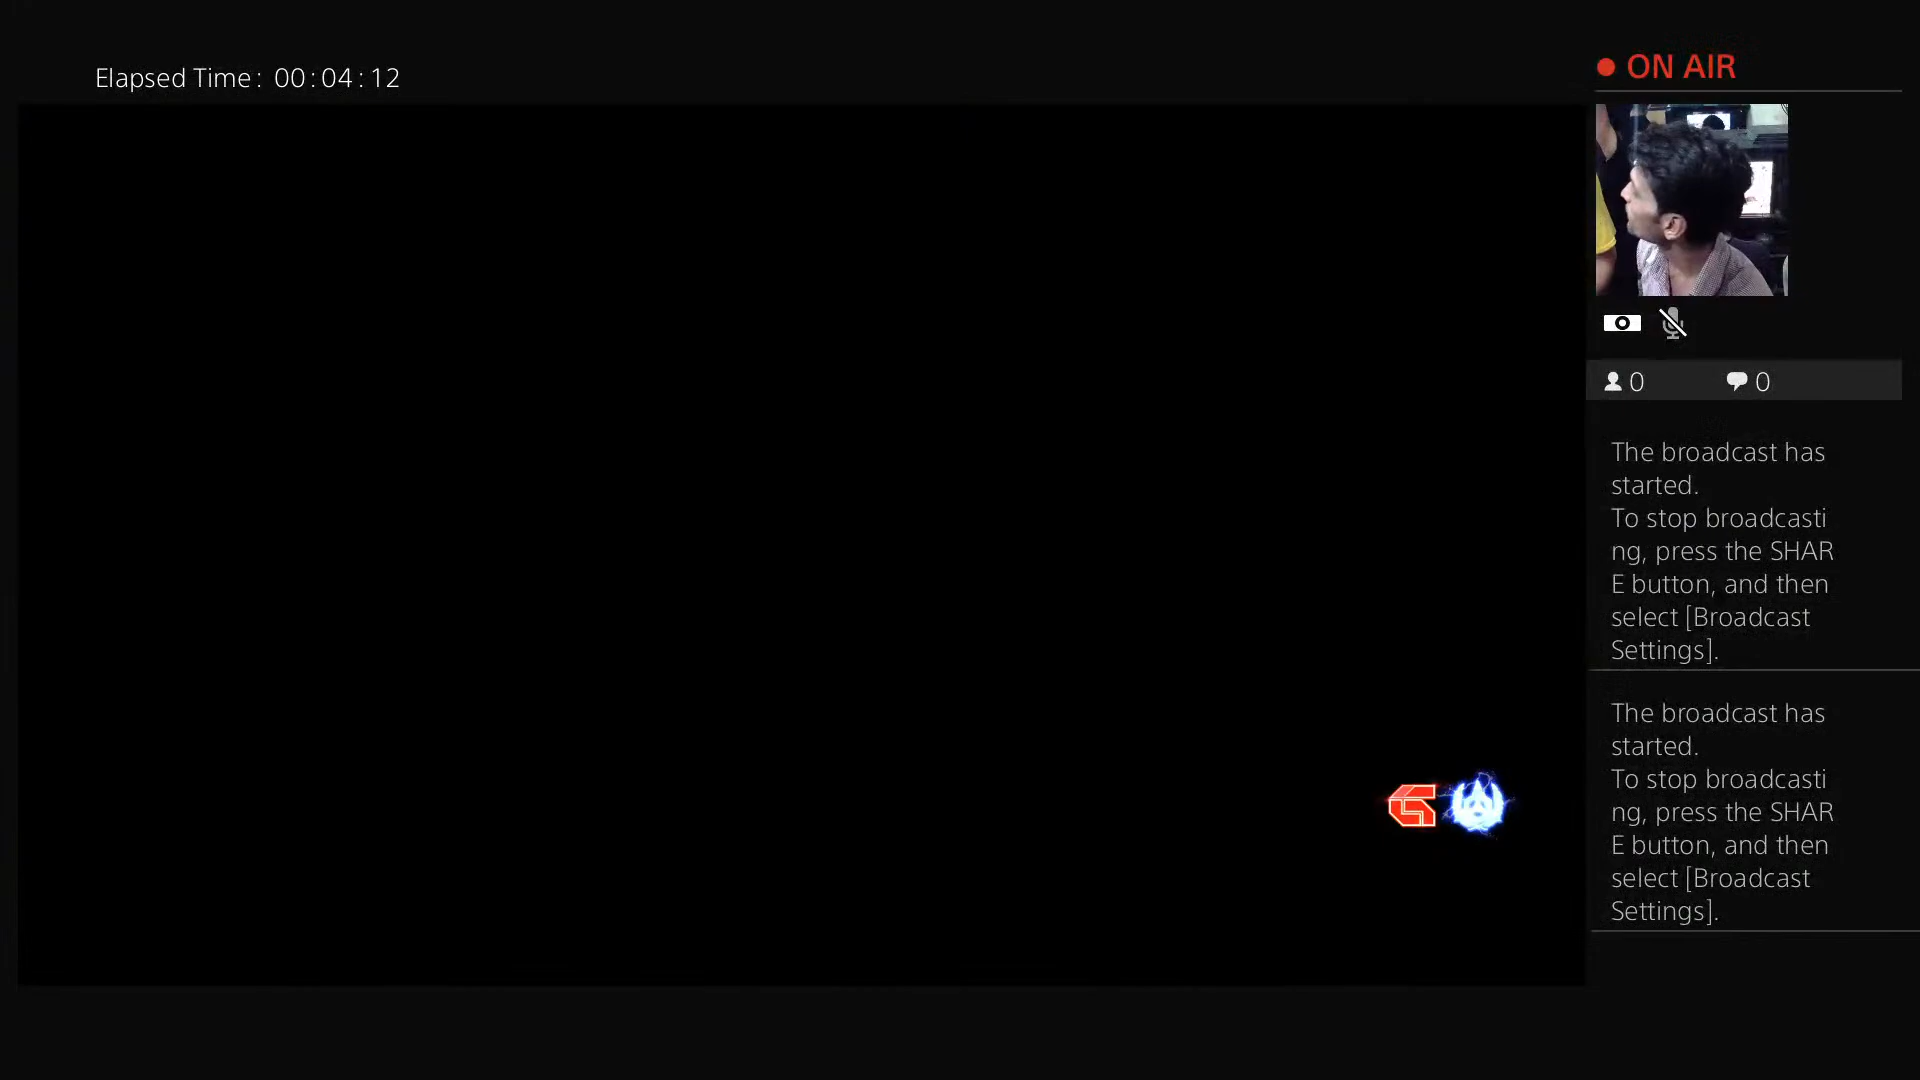 Elapsed Time: 00:04:12
ON AIR
0 0
The broadcast has
started.
To stop broadcasti
ng, press the SHAR
E button, and then
select [Broadcast
Settings].
The broadcast has
started.
To stop broadcasti
ng, press the SHAR
E button, and then
select [Broadcast
Settings].